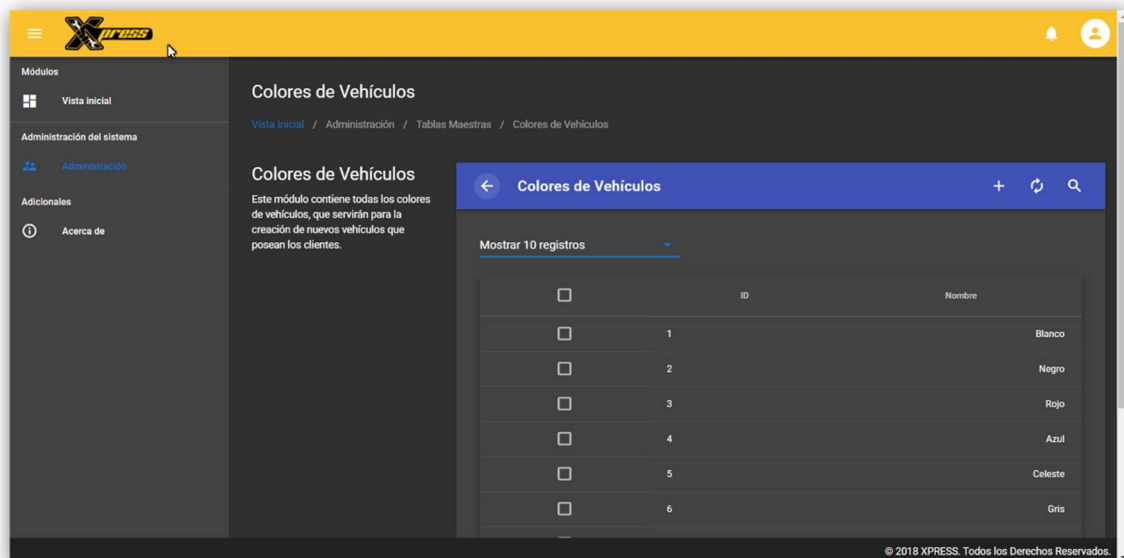 Xpress
Módulos
Vista inicial
Administración del sistema
Administración
Adicionales
Acerca de
Colores de Vehículos
Vista Inicial / Administración / Tablas Maestras / Colores de Vehículos
Colores de Vehículos
Este módulo contiene todas los colores
de vehículos, que servirán para la
creación de nuevos vehículos que
posean los clientes.
Colores de Vehículos
Mostrar 10 registros
ID Nombre
1 Blanco
2 Negro
3 Rojo
4 Azul
5 Celeste
6 Gris
© 2018 XPRESS. Todos los Derechos Reservados.